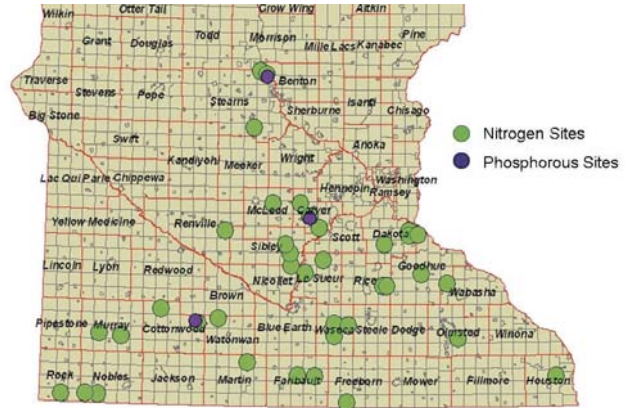 Wilkin
Otter Tail
Crow Wing
Aitkin
Grant
Douglas
Todd
Morrison
Mille Lacs
Kanabec
Pine
Traverse
Stevens
Pope
Stearns
Benton
Big Stone
Sherburne
Isanti
Chisago
Swift
Anoka
Kandiyohi
Meeker
Wright
Lac Qui Parle
Chippewa
Hennepin
Washington
Ramsey
Yellow Medicine
Renville
McLeod
Carver
Scott
Dakota
Sibley
Lincoln
Lyon
Redwood
Nicollet
Le Sueur
Rice
Goodhue
Wabasha
Brown
Pipestone
Murray
Cottonwood
Watonwan
Blue Earth
Waseca
Steele
Dodge
Olmsted
Winona
Rock
Nobles
Jackson
Martin
Faribault
Freeborn
Mower
Fillmore
Houston
Nitrogen Sites
Phosphorous Sites